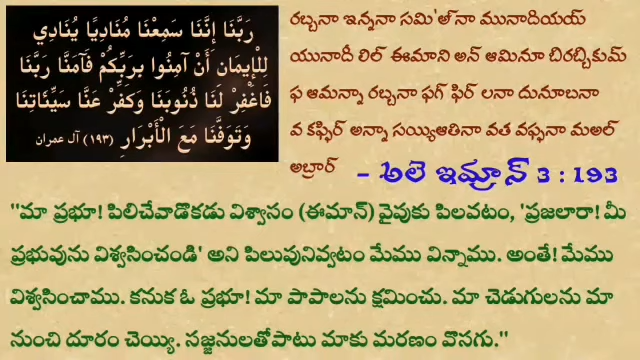 رَبَّنَا إِنَّنَا سَمِعْنَا مُنَادِيًا يُنَادِي
لِلْإِيمَانِ أَنْ آمِنُوا بِرَبِّكُمْ فَآمَنَّا رَبَّنَا
فَاغْفِرْ لَنَا ذُنُوبَنَا وَكَفِّرْ عَنَّا سَيِّئَاتِنَا
وَتَوَفَّنَا مَعَ الْأَبْرَارِ (١٩٣) آل عمران
రబ్బనా ఇన్ననా సమి'ఁల్ నా మునాదియయ్
యునాదీ లిల్ ఈమాని అన్ ఆమినూ బిరబ్బికుమ్
ఫ ఆమన్నా రబ్బనా ఫగ్ ఫిర్ లనా దునూబనా
వ కఫ్ఫిర్ అన్నా సయ్యిఆతినా వత వఫ్ఫనా మఅల్
అబ్రార్
- అలె ఇమ్రాన్ 3 : 193
"మా ప్రభూ! పిలిచేవాడొకడు విశ్వాసం (ఈమాన్) వైవుకు పిలవటం, 'ప్రజలారా! మీ
ప్రభువును విశ్వసించండి' అని పిలుపునివ్వటం మేము విన్నాము. అంతే! మేము
విశ్వసించాము. కనుక ఓ ప్రభూ! మా పాపాలను క్షమించు. మా చెడుగులను మా
నుంచి దూరం చెయ్యి. సజ్జనులతోపాటు మాకు మరణం వొసగు."